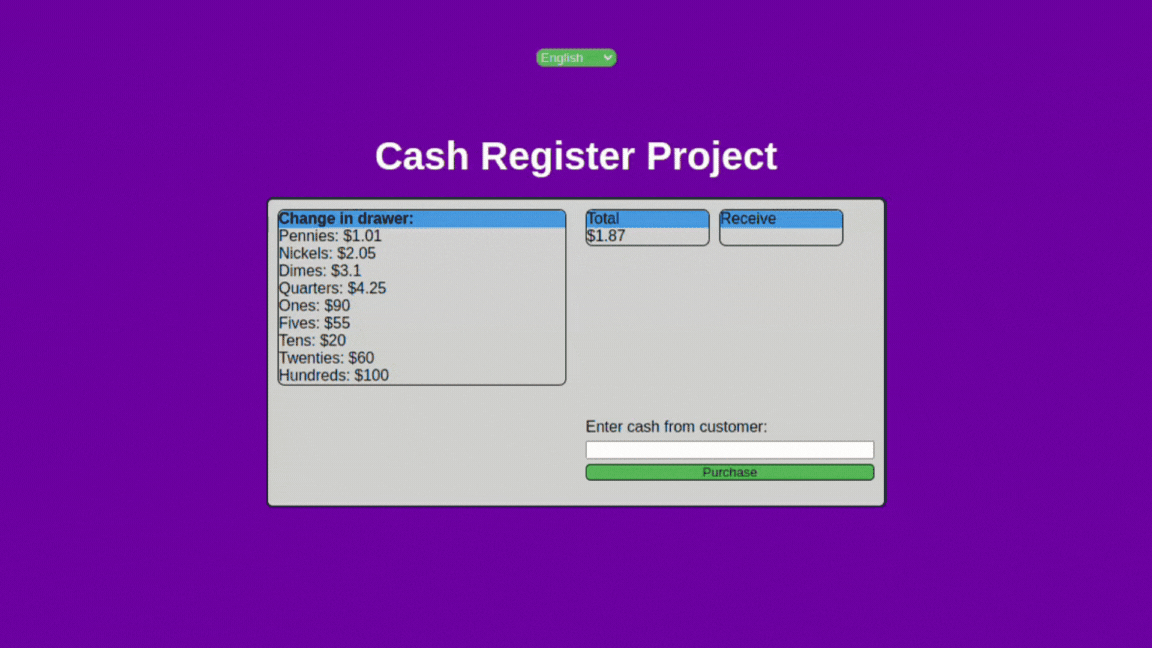 English
Cash Register Project
Change in drawer:
Pennies: $1.01
Nickels: $2.05
Dimes: $3.1
Quarters: $4.25
Ones: $90
Fives: $55
Tens: $20
Twenties: $60
Hundreds: $100
Total
$1.87
Receive
Enter cash from customer:
Purchase